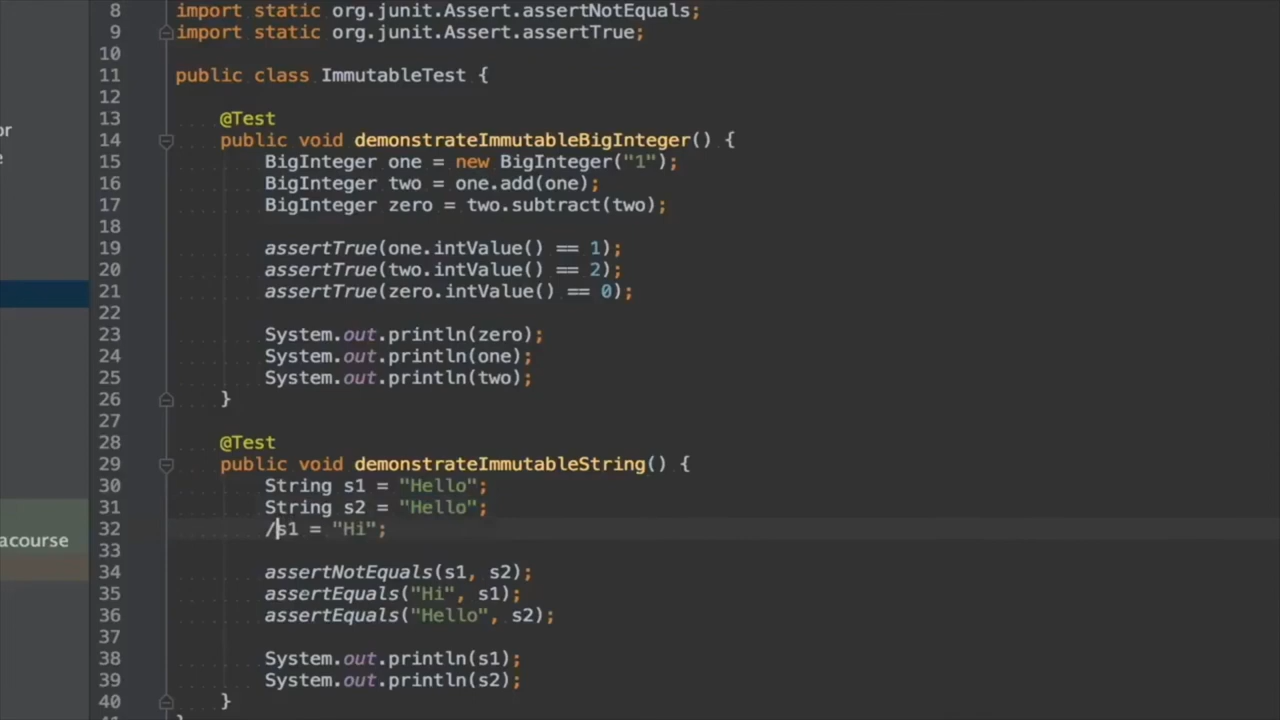 8 import static org.junit.Assert.assertNotEquals;
9 import static org.junit.Assert.assertTrue;
10
11 public class ImmutableTest {
12
13 @Test
14 public void demonstrateImmutableBigInteger() {
15 BigInteger one = new BigInteger("1");
16 BigInteger two = one.add(one);
17 BigInteger zero = two.subtract(two);
18
19 assertTrue(one.intValue() == 1);
20 assertTrue(two.intValue() == 2);
21 assertTrue(zero.intValue() == 0);
22
23 System.out.println(zero);
24 System.out.println(one);
25 System.out.println(two);
26 }
27
28 @Test
29 public void demonstrateImmutableString() {
30 String s1 = "Hello";
31 String s2 = "Hello";
32 /s1 = "Hi";
33
34 assertNotEquals(s1, s2);
35 assertEquals("Hi", s1);
36 assertEquals("Hello", s2);
37
38 System.out.println(s1);
39 System.out.println(s2);
40 }
or
e
acourse